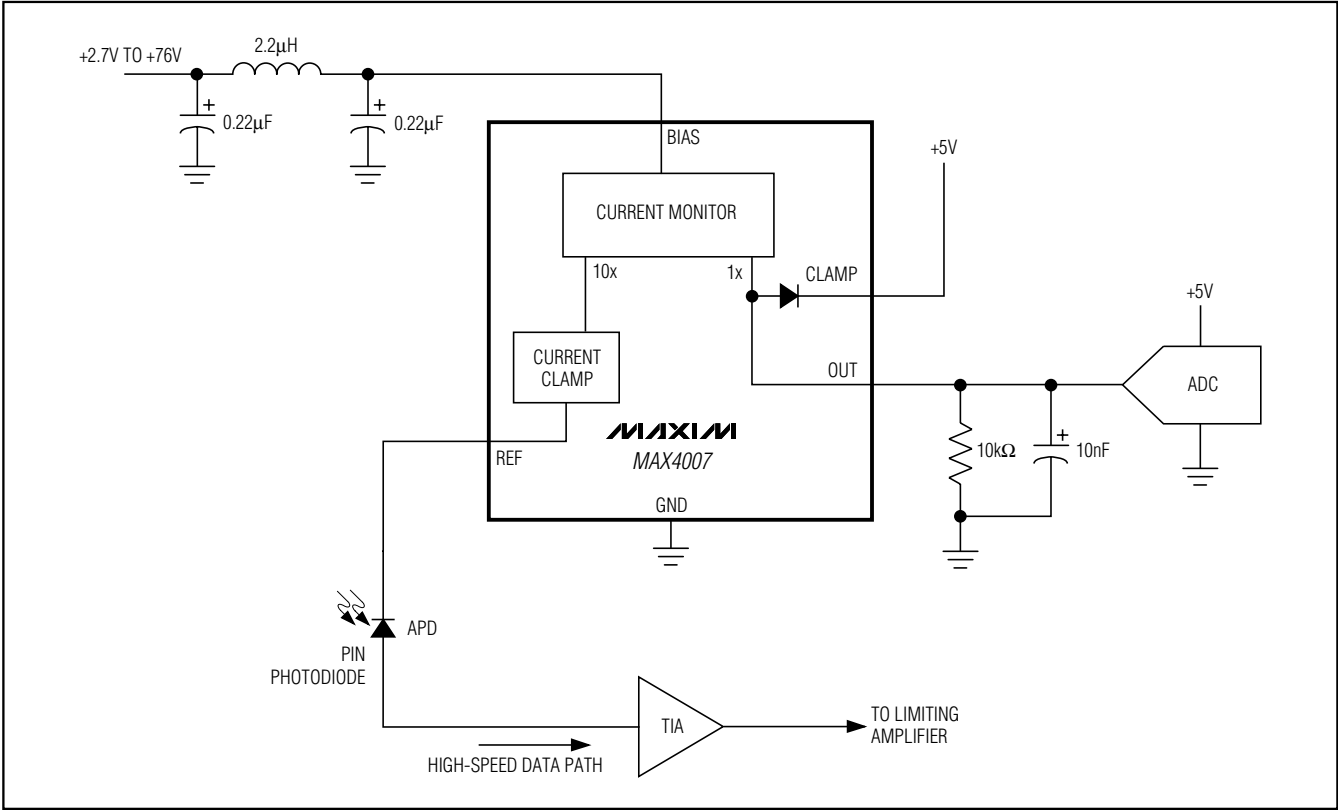 +2.7V TO +76V
2.2μH
+
0.22μF
+
0.22μF
BIAS
+5V
CURRENT MONITOR
10x
1x
CLAMP
+5V
CURRENT
CLAMP
OUT
ADC
MAXIM
MAX4007
REF
10kΩ
+
10nF
GND
APD
PIN
PHOTODIODE
TIA
TO LIMITING
AMPLIFIER
HIGH-SPEED DATA PATH